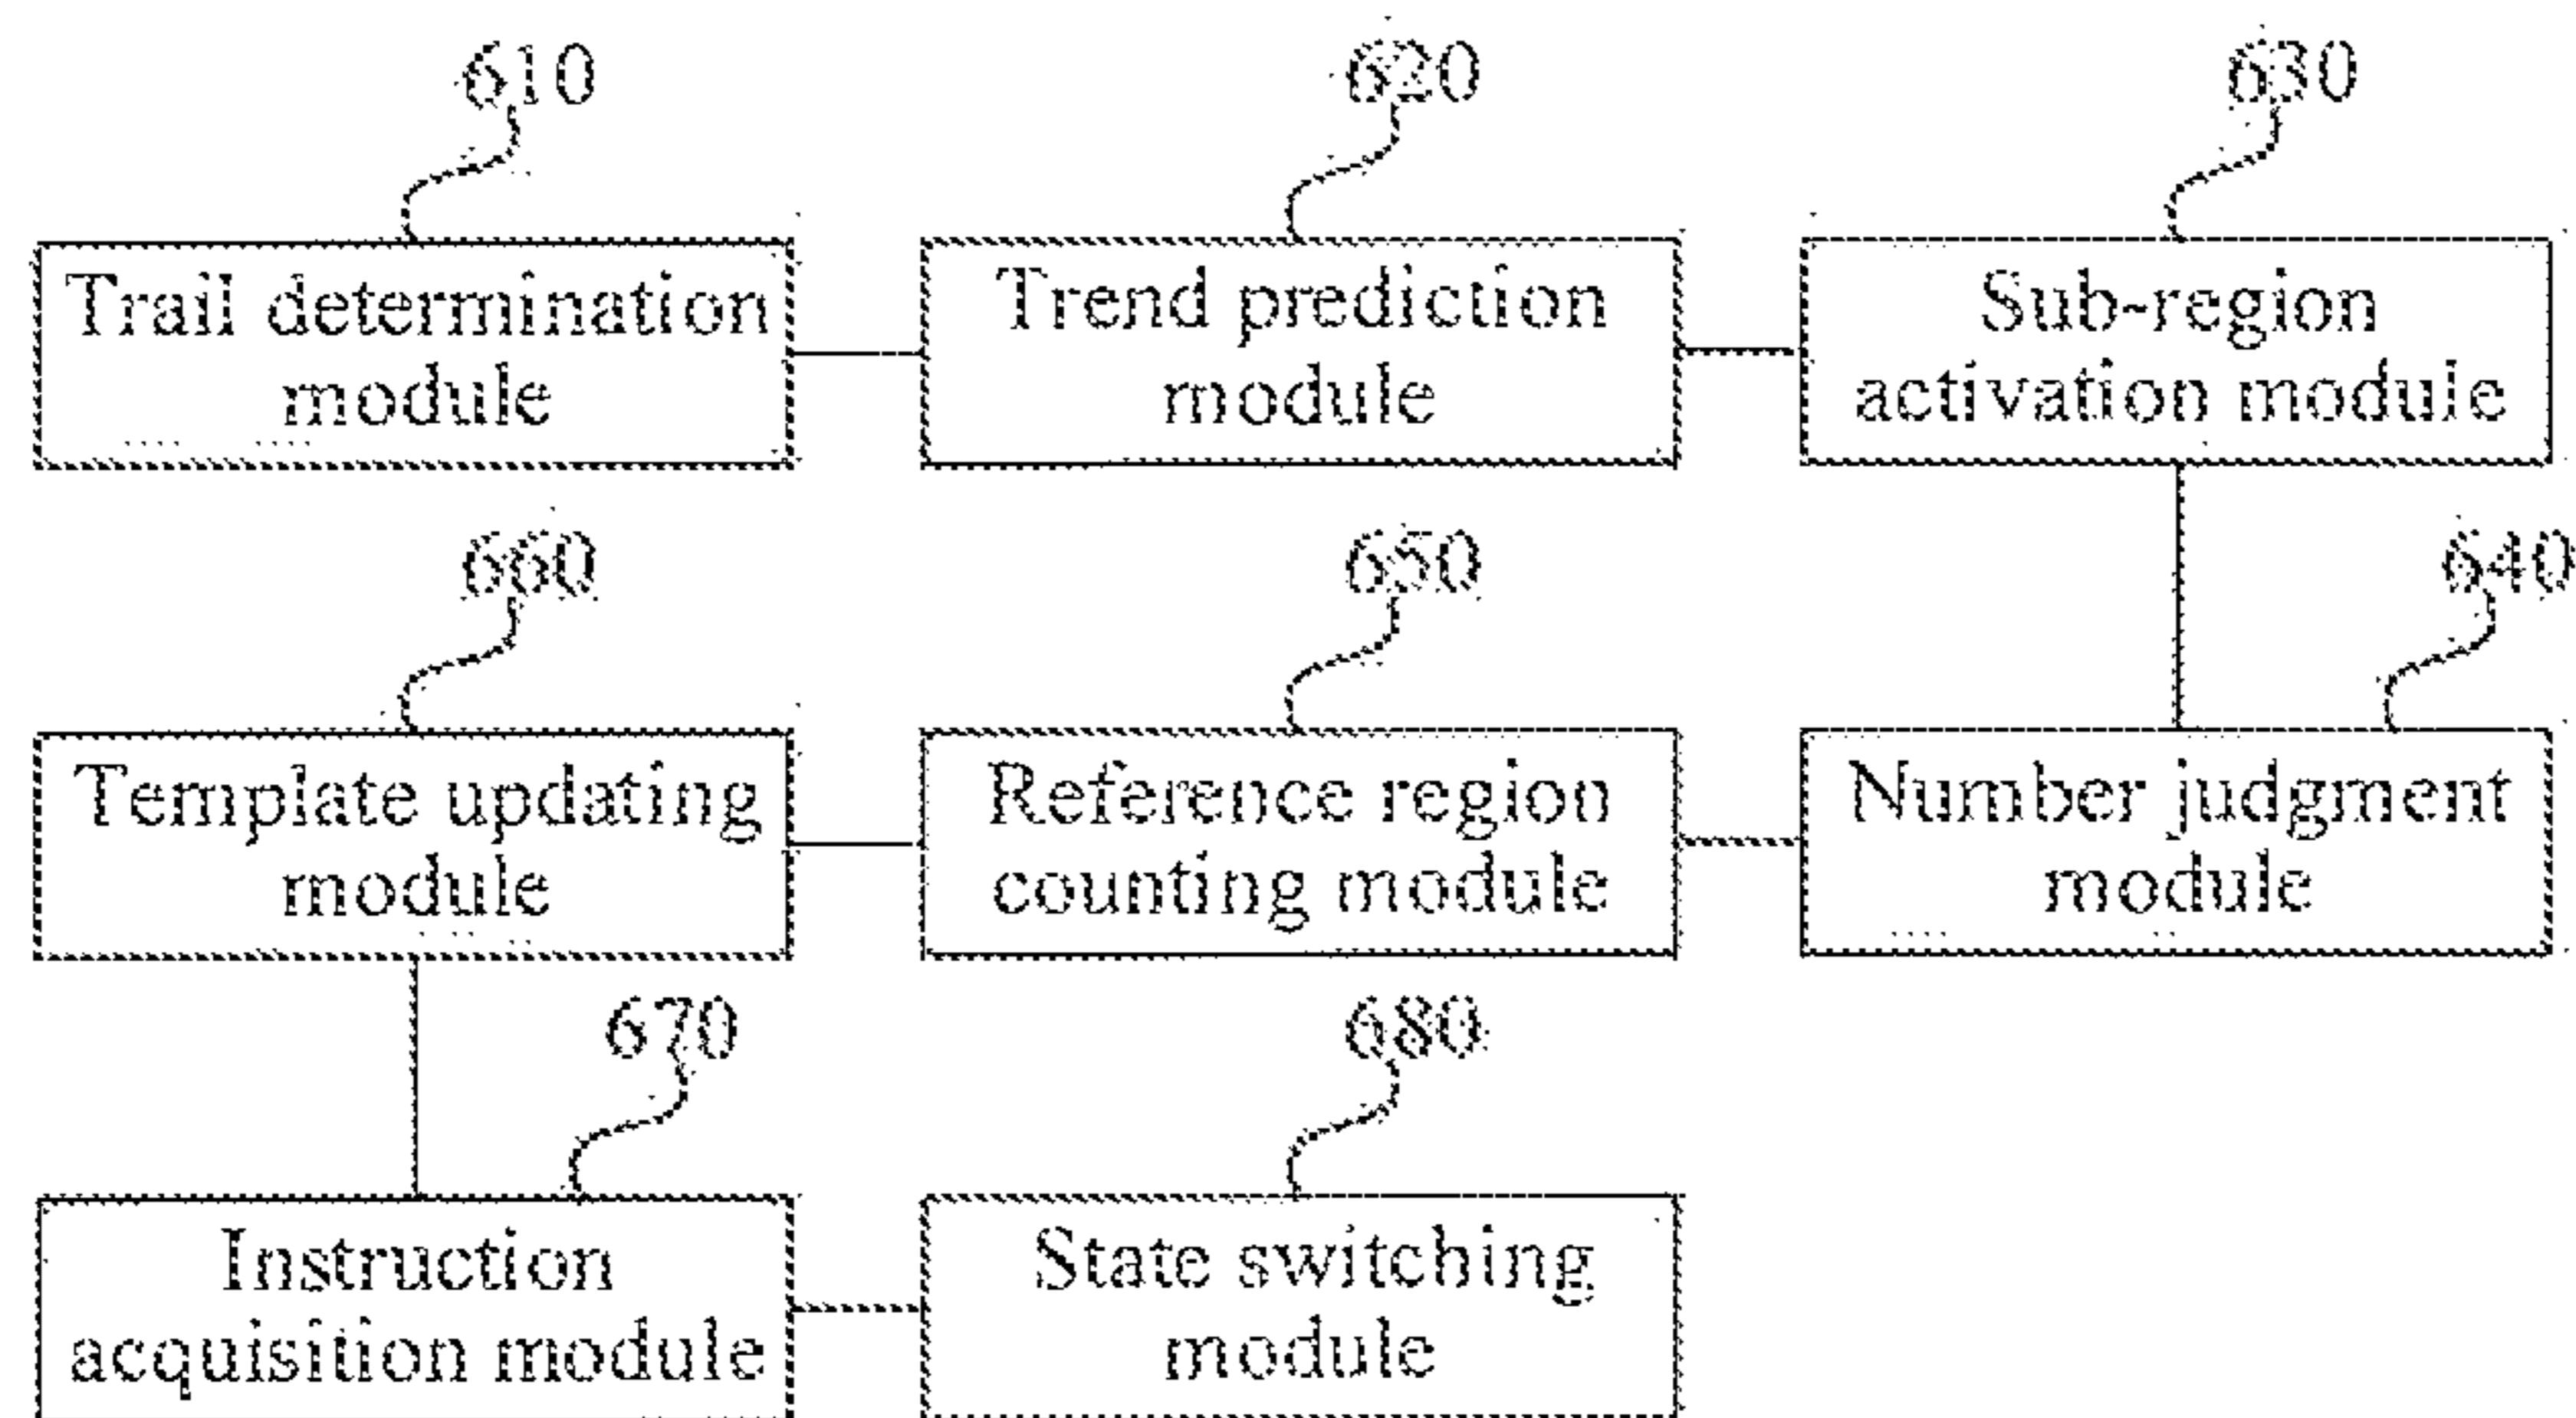 610
620
630
Trail determination
module
Trend prediction
module
Sub-region
activation module
660
650
640
Template updating
module
Reference region
counting module
Number judgment
module
670
680
Instruction
acquisition module
State switching
module